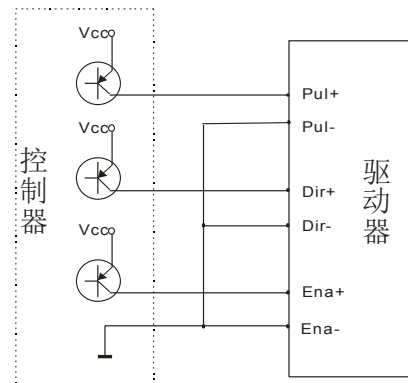 Vcc
Pul+
Pul-
Vcc
控制器
驱动器
Dir+
Dir-
Vcc
Ena+
Ena-